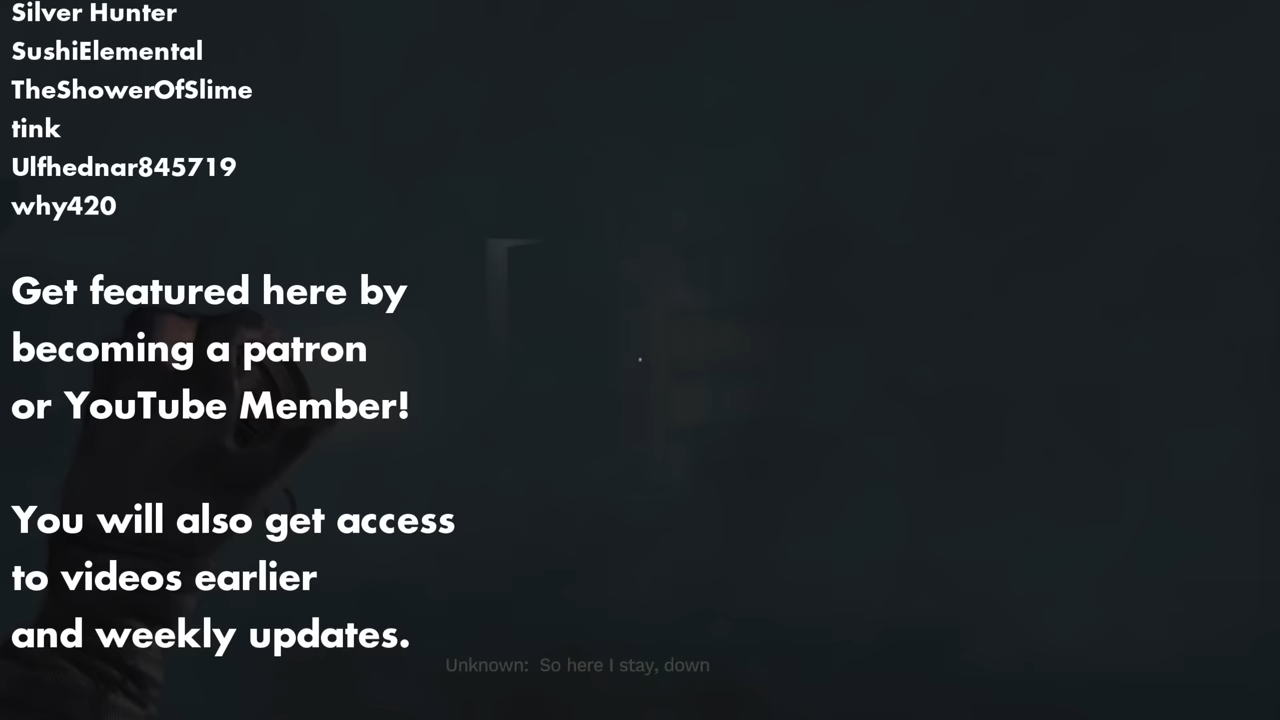 Silver Hunter
SushiElemental
TheShowerOfSlime
tink
Ulfhednar845719
why420
Get featured here by
becoming a patron
or YouTube Member!
You will also get access
to videos earlier
and weekly updates.
Unknown: So here I stay, down